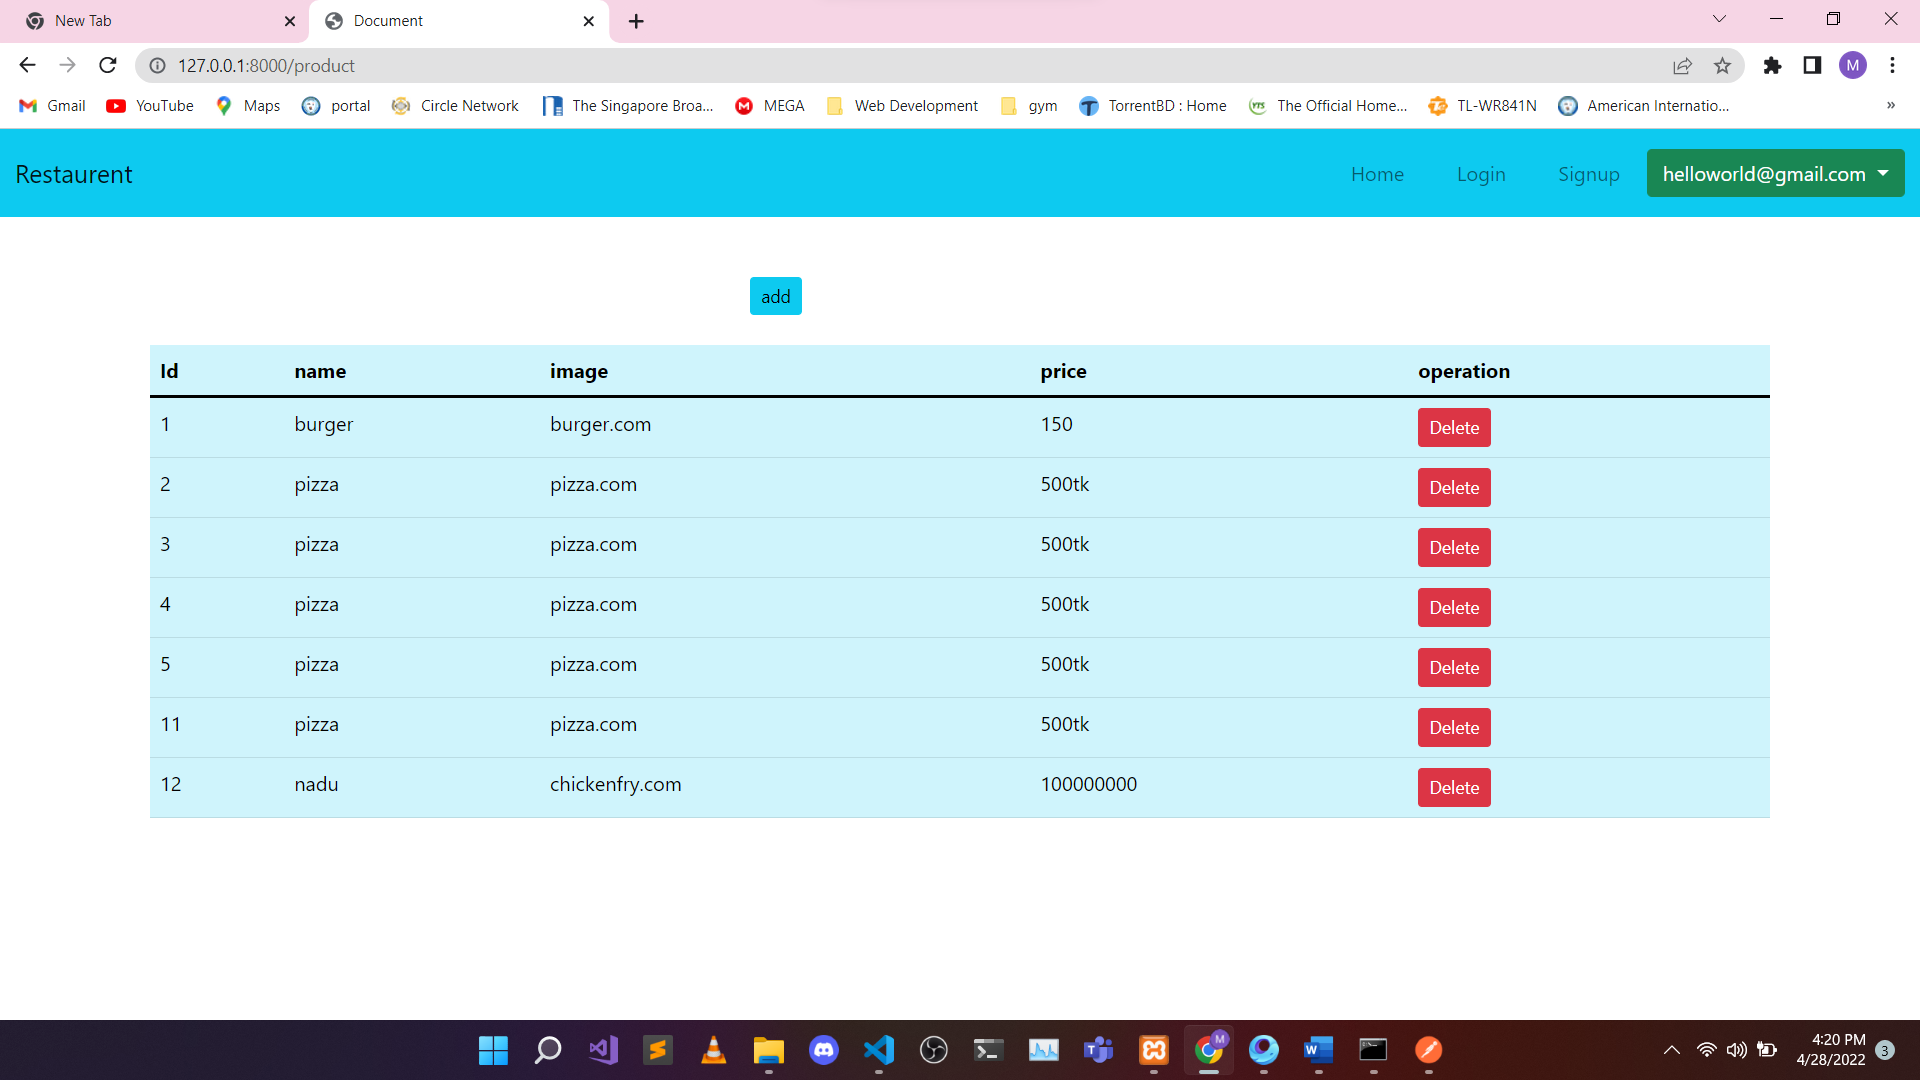 New Tab
Document
127.0.0.1:8000/product
M
Gmail YouTube Maps portal Circle Network The Singapore Broa... MEGA Web Development gym TorrentBD : Home The Official Home... TL-WR841N American Internatio... »
Restaurent Home Login Signup helloworld@gmail.com
add
Id name image price operation
1 burger burger.com 150 Delete
2 pizza pizza.com 500tk Delete
3 pizza pizza.com 500tk Delete
4 pizza pizza.com 500tk Delete
5 pizza pizza.com 500tk Delete
11 pizza pizza.com 500tk Delete
12 nadu chickenfry.com 100000000 Delete
4:20 PM
4/28/2022
3